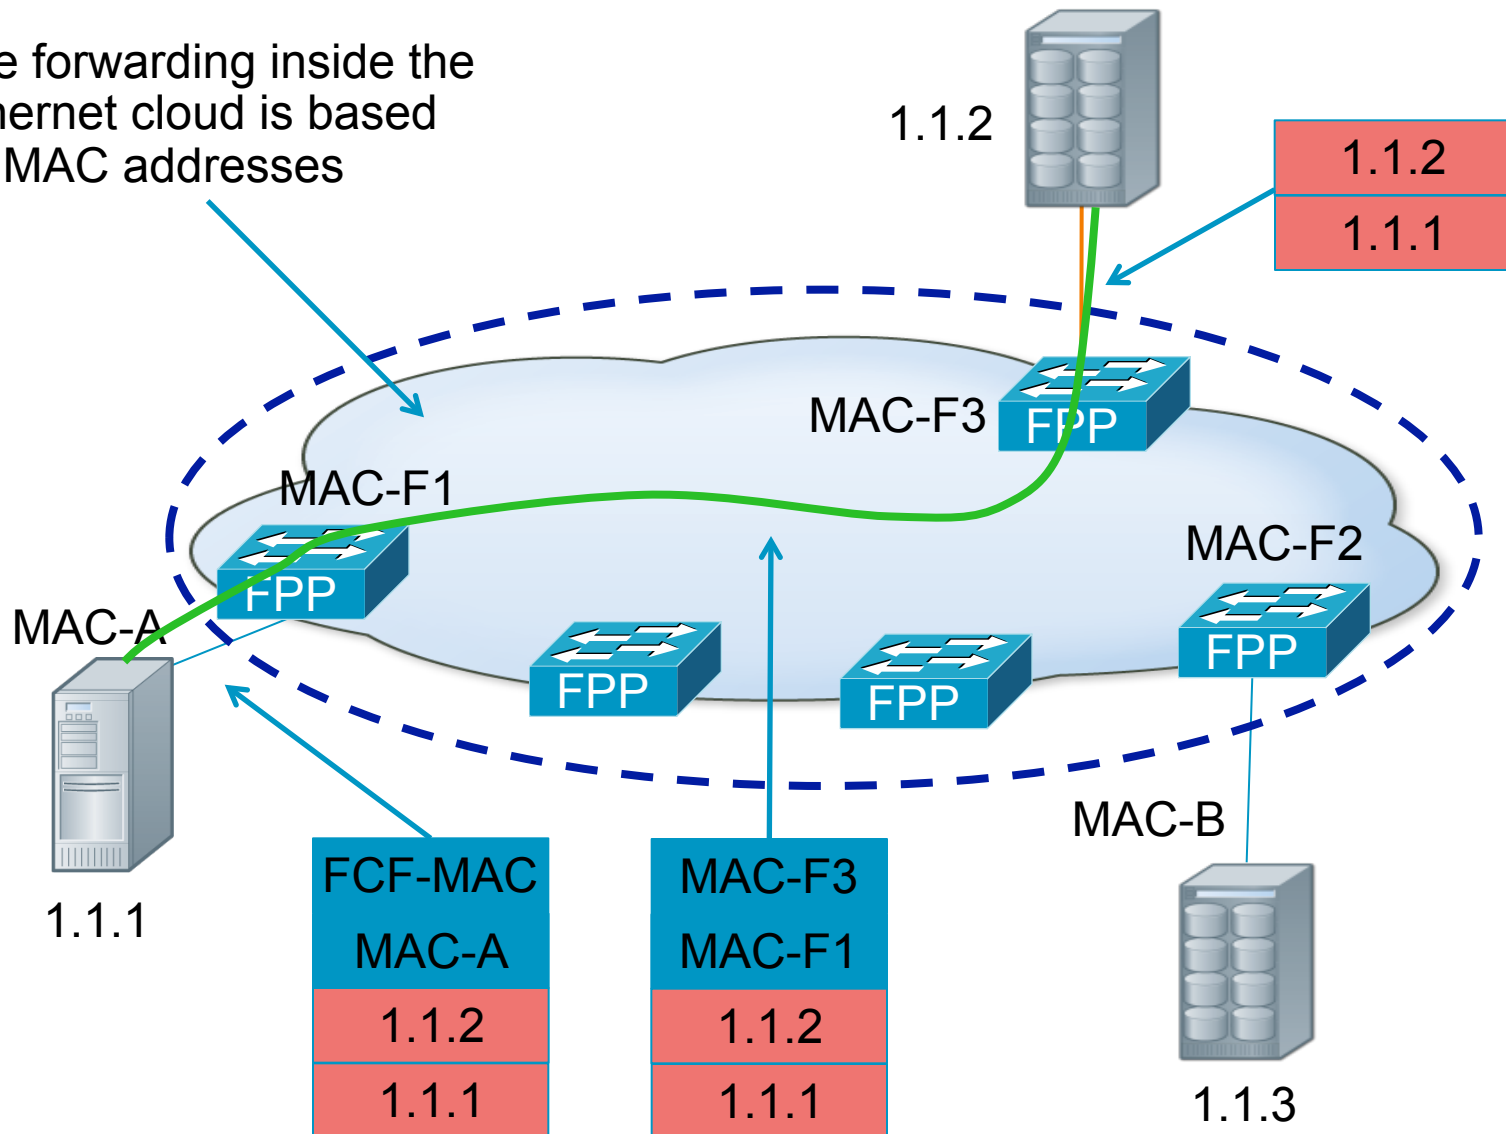 e forwarding inside the
ernet cloud is based
MAC addresses
1.1.2
1.1.2
1.1.1
MAC-F3
FPP
MAC-F1
FPP
MAC-F2
FPP
MAC-A
FPP
FPP
1.1.1
FCF-MAC
MAC-A
1.1.2
1.1.1
MAC-F3
MAC-F1
1.1.2
1.1.1
MAC-B
1.1.3